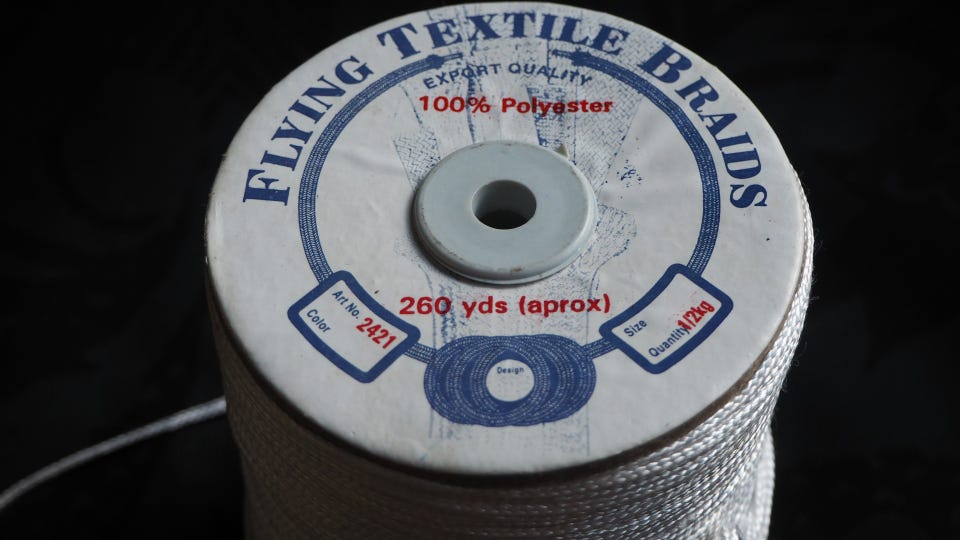 FLYING TEXTILE BRAIDS
EXPORT QUALITY
100% Polyester
260 yds (aprox)
Art No. 2421
Color
Size
Quantity 1/2kg
Design